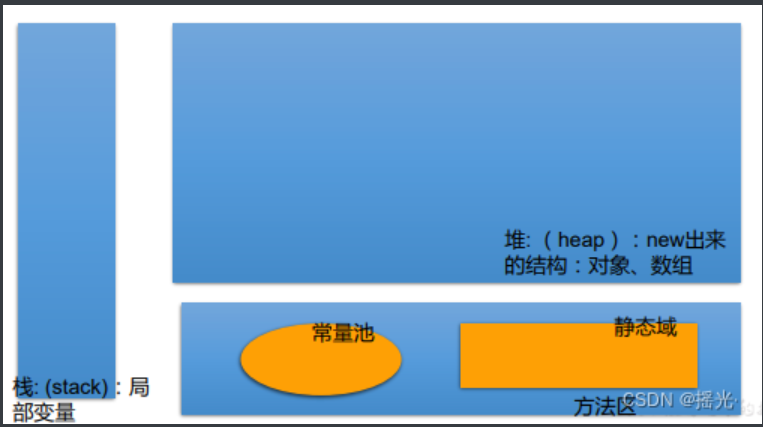 堆:（heap）：new出来
的结构：对象、数组
常量池
静态域
栈: (stack)：局
部变量
方法区
CSDN @摇光